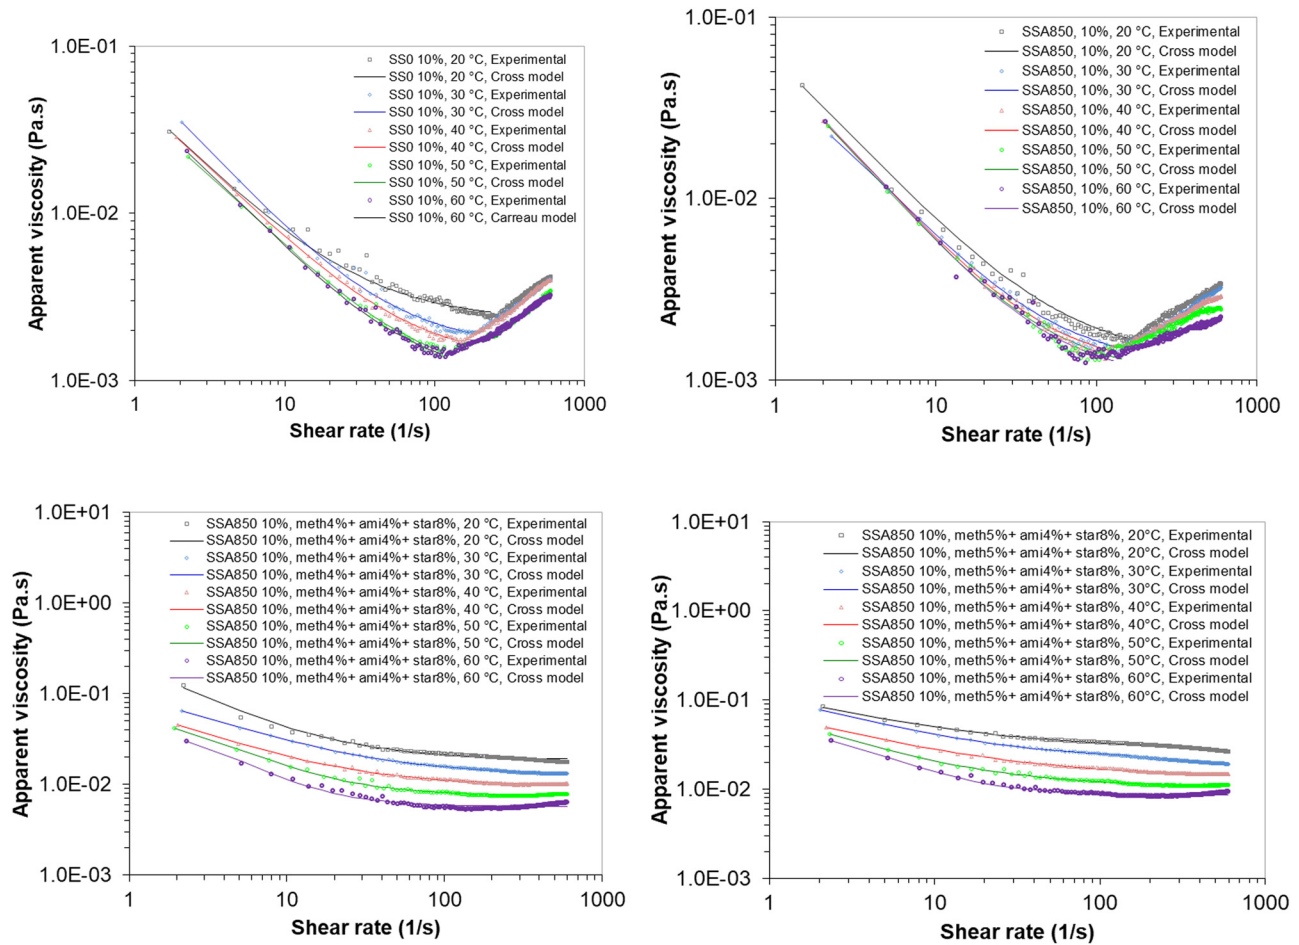 1.0E-01
1.0E-02
1.0E-03
Apparent viscosity (Pa.s)
SS0 10%, 20 °C, Experimental
SS0 10%, 20 °C, Cross model
SS0 10%, 30 °C, Experimental
SS0 10%, 30 °C, Cross model
SS0 10%, 40 °C, Experimental
SS0 10%, 40 °C, Cross model
SS0 10%, 50 °C, Experimental
SS0 10%, 50 °C, Cross model
SS0 10%, 60 °C, Experimental
SS0 10%, 60 °C, Carreau model
1 10 100 1000
Shear rate (1/s)
1.0E-01
1.0E-02
1.0E-03
Apparent viscosity (Pa.s)
SSA850, 10%, 20 °C, Experimental
SSA850, 10%, 20 °C, Cross model
SSA850, 10%, 30 °C, Experimental
SSA850, 10%, 30 °C, Cross model
SSA850, 10%, 40 °C, Experimental
SSA850, 10%, 40 °C, Cross model
SSA850, 10%, 50 °C, Experimental
SSA850, 10%, 50 °C, Cross model
SSA850, 10%, 60 °C, Experimental
SSA850, 10%, 60 °C, Cross model
1 10 100 1000
Shear rate (1/s)
1.0E+01
1.0E+00
1.0E-01
1.0E-02
1.0E-03
Apparent viscosity (Pa.s)
SSA850 10%, meth4%+ ami4%+ star8%, 20 °C, Experimental
SSA850 10%, meth4%+ ami4%+ star8%, 20 °C, Cross model
SSA850 10%, meth4%+ ami4%+ star8%, 30 °C, Experimental
SSA850 10%, meth4%+ ami4%+ star8%, 30 °C, Cross model
SSA850 10%, meth4%+ ami4%+ star8%, 40 °C, Experimental
SSA850 10%, meth4%+ ami4%+ star8%, 40 °C, Cross model
SSA850 10%, meth4%+ ami4%+ star8%, 50 °C, Experimental
SSA850 10%, meth4%+ ami4%+ star8%, 50 °C, Cross model
SSA850 10%, meth4%+ ami4%+ star8%, 60 °C, Experimental
SSA850 10%, meth4%+ ami4%+ star8%, 60 °C, Cross model
1 10 100 1000
Shear rate (1/s)
1.0E+01
1.0E+00
1.0E-01
1.0E-02
1.0E-03
Apparent viscosity (Pa.s)
SSA850 10%, meth5%+ ami4%+ star8%, 20°C, Experimental
SSA850 10%, meth5%+ ami4%+ star8%, 20°C, Cross model
SSA850 10%, meth5%+ ami4%+ star8%, 30°C, Experimental
SSA850 10%, meth5%+ ami4%+ star8%, 30°C, Cross model
SSA850 10%, meth5%+ ami4%+ star8%, 40°C, Experimental
SSA850 10%, meth5%+ ami4%+ star8%, 40°C, Cross model
SSA850 10%, meth5%+ ami4%+ star8%, 50°C, Experimental
SSA850 10%, meth5%+ ami4%+ star8%, 50°C, Cross model
SSA850 10%, meth5%+ ami4%+ star8%, 60°C, Experimental
SSA850 10%, meth5%+ ami4%+ star8%, 60°C, Cross model
1 10 100 1000
Shear rate (1/s)